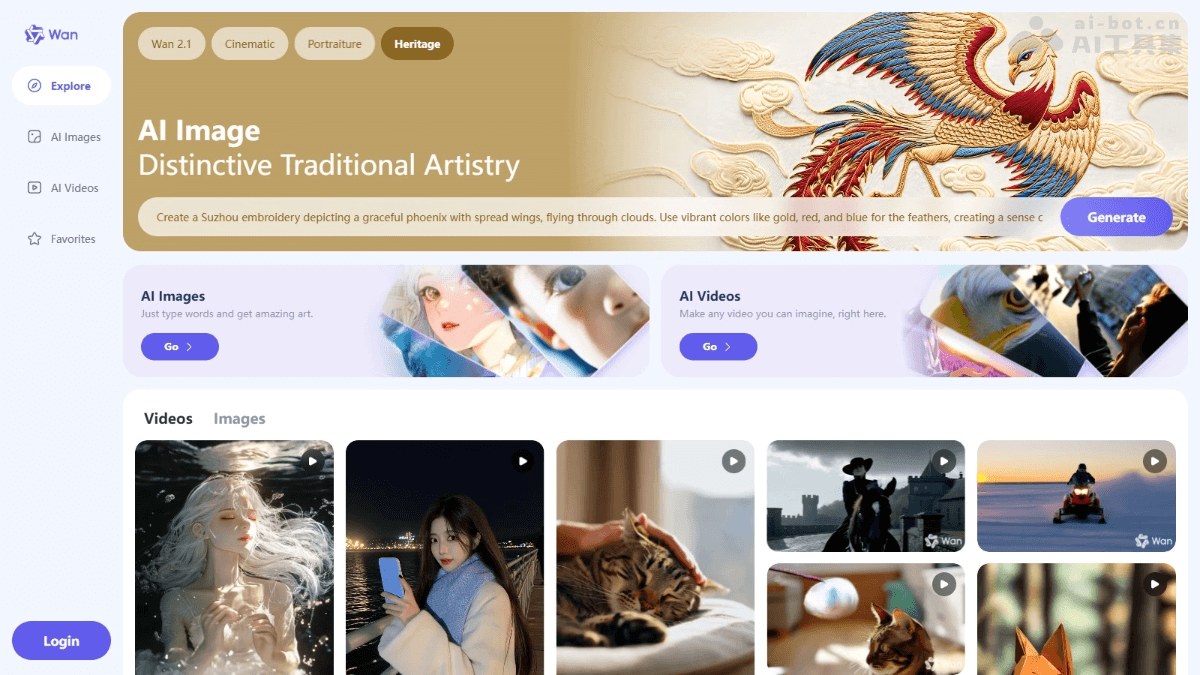 Wan
Explore
AI Images
AI Videos
Favorites
Login
Wan 2.1
Cinematic
Portraiture
Heritage
ai-bot.cn
AI工具集
AI Image
Distinctive Traditional Artistry
Create a Suzhou embroidery depicting a graceful phoenix with spread wings, flying through clouds. Use vibrant colors like gold, red, and blue for the feathers, creating a sense c
Generate
AI Images
Just type words and get amazing art.
Go
AI Videos
Make any video you can imagine, right here.
Go
Videos
Images
Wan
Wan
Wan